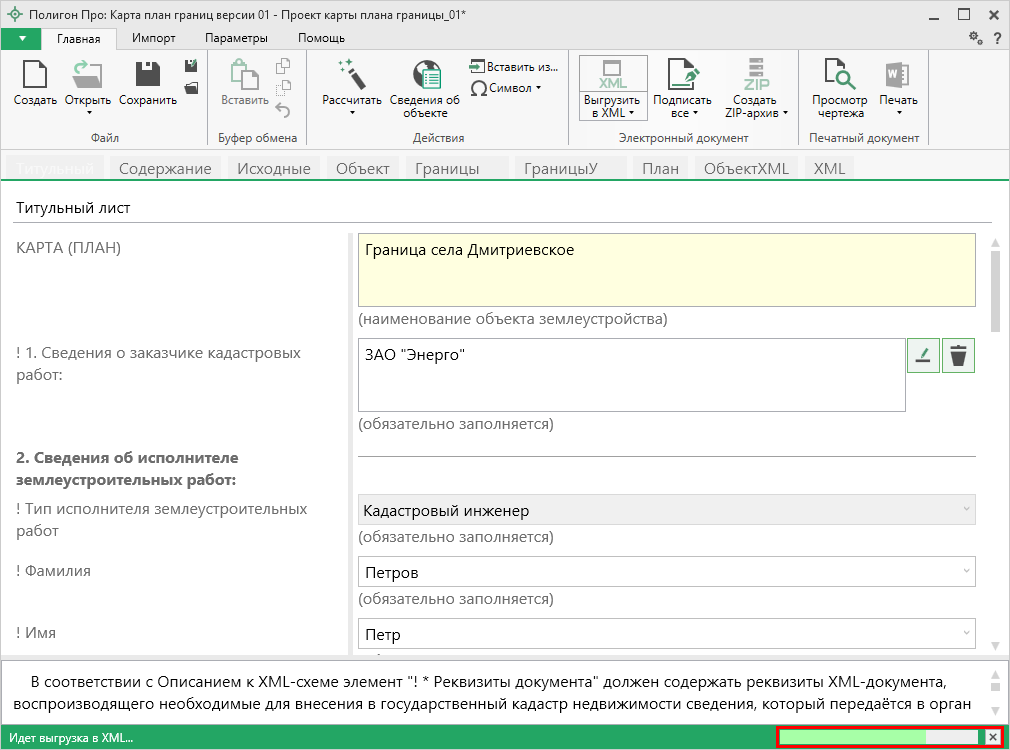 Полигон Про: Карта план границ версии 01 - Проект карты плана границы_01*
Главная Импорт Параметры Помощь
Создать Открыть Сохранить
Файл
Вставить
Буфер обмена
Рассчитать Сведения об объекте
Вставить из...
Символ
Действия
XML
Выгрузить в XML
Подписать все
ZIP
Создать ZIP-архив
Электронный документ
Просмотр чертежа
W
Печать
Печатный документ
Титульный Содержание Исходные Объект Границы ГраницыУ План ОбъектXML XML
Титульный лист
КАРТА (ПЛАН)
Граница села Дмитриевское
(наименование объекта землеустройства)
! 1. Сведения о заказчике кадастровых
работ:
ЗАО "Энерго"
(обязательно заполняется)
2. Сведения об исполнителе
землеустроительных работ:
! Тип исполнителя землеустроительных
работ
Кадастровый инженер
(обязательно заполняется)
! Фамилия
Петров
(обязательно заполняется)
! Имя
Петр
В соответствии с Описанием к XML-схеме элемент "! * Реквизиты документа" должен содержать реквизиты XML-документа,
воспроизводящего необходимые для внесения в государственный кадастр недвижимости сведения, который передаётся в орган
Идет выгрузка в XML...